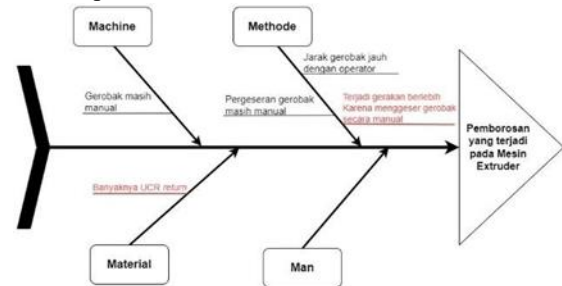 Machine
Methode
Jarak gerobak jauh
dengan operator
Gerobak masih
manual
Pergeseran gerobak
masih manual
Terjadi gerakan berlebih
Karena menggeser gerobak
secara manual
Pemborosan
yang terjadi
pada Mesin
Extruder
Banyaknya UCR return
Material
Man